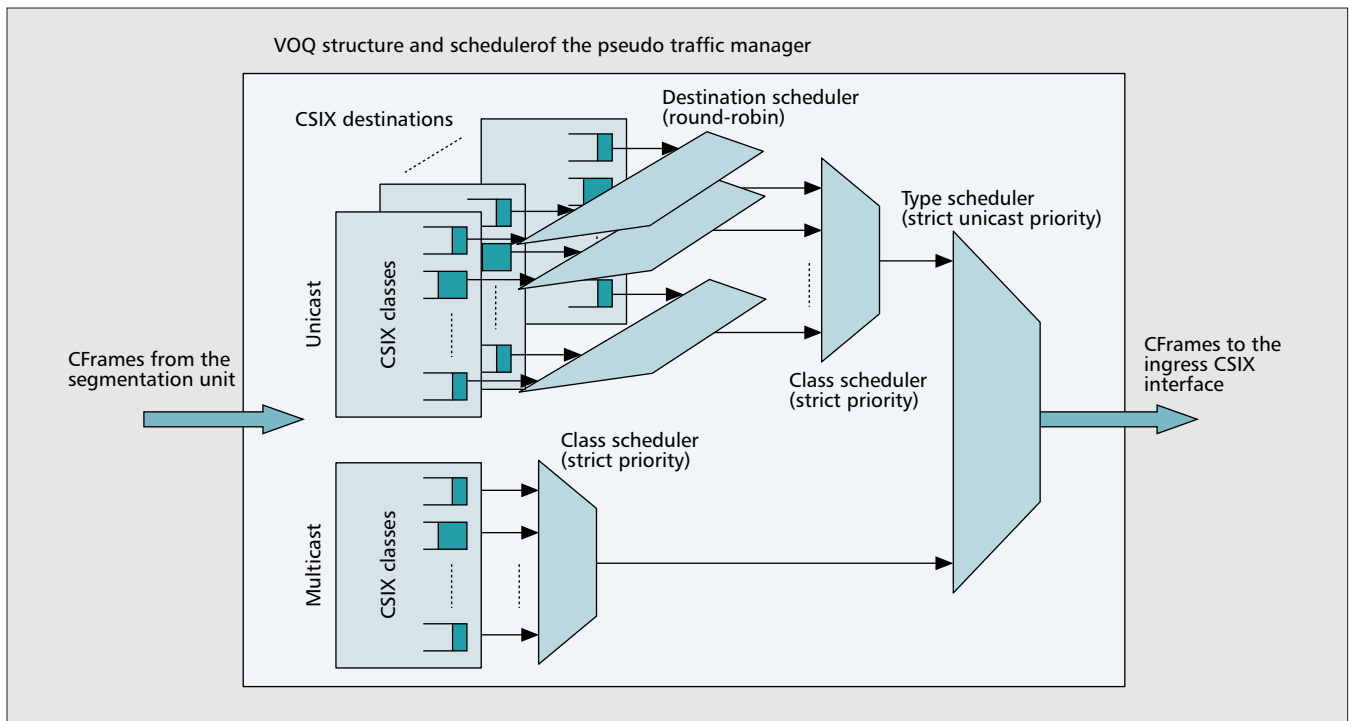 VOQ structure and schedulerof the pseudo traffic manager
CSIX destinations
Destination scheduler
(round-robin)
Type scheduler
(strict unicast priority)
Unicast
CSIX classes
CFrames from the
segmentation unit
Class scheduler
(strict priority)
CFrames to the
ingress CSIX
interface
Class scheduler
(strict priority)
Multicast
CSIX classes